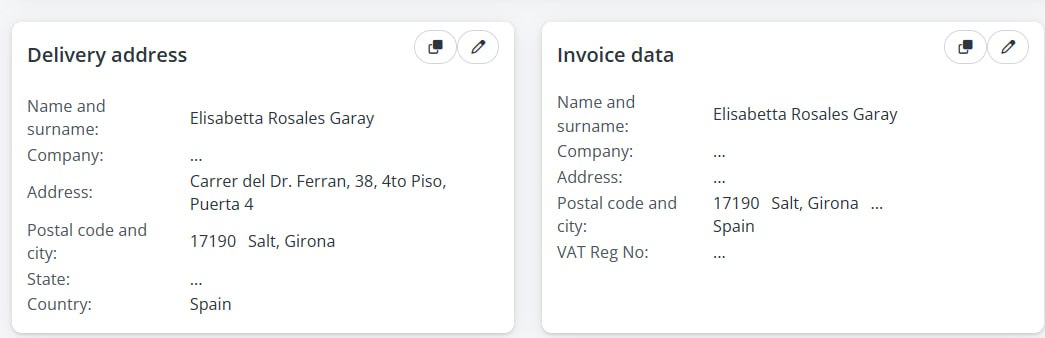 Delivery address
Name and
surname:
Elisabetta Rosales Garay
Company:
...
Address:
Carrer del Dr. Ferran, 38, 4to Piso,
Puerta 4
Postal code and
city:
17190 Salt, Girona
State:
...
Country:
Spain
Invoice data
Name and
surname:
Elisabetta Rosales Garay
Company:
...
Address:
...
Postal code and
city:
17190 Salt, Girona ...
Spain
VAT Reg No:
...